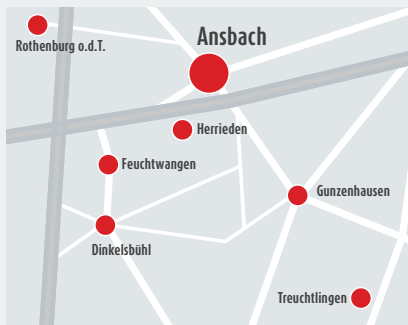 Ansbach
Rothenburg o.d.T.
Herrieden
Feuchtwangen
Gunzenhausen
Dinkelsbühl
Treuchtlingen